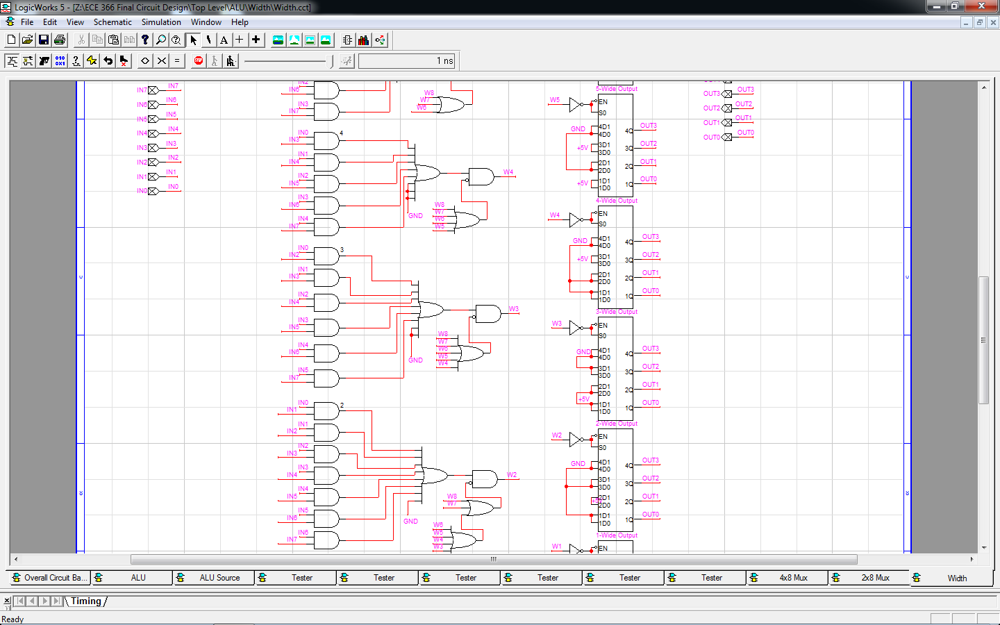 LogicWorks 5 - [Z:\ECE 366 Final Circuit Design\Top Level\ALU\Width\Width.cct]
File Edit View Schematic Simulation Window Help
1 ns
IN7 IN7
IN6 IN6
IN5 IN5
IN4 IN4
IN3 IN3
IN2 IN2
IN1 IN1
IN0 IN0
IN2
IN6
IN3
IN7
W8
W7
W6
IN0 4
IN3
IN1
IN4
IN2
IN5
IN3
IN6
IN4
IN7
GND
W4
W8
W7
W6
W5
IN0 3
IN2
IN1
IN3
IN2
IN4
IN3
IN5
IN4
IN6
IN5
IN7
GND
W3
W8
W7
W6
W5
W4
IN0 2
IN1
IN1
IN2
IN2
IN3
IN3
IN4
IN4
IN5
IN5
IN6
IN6
IN7
GND
W2
W8
W7
W6
W5
W4
W3
5-Wide Output
W5 EN
S0
GND 4D1
4D0 4Q OUT3
+5V 3D1
3D0 3Q OUT2
2D1
2D0 2Q OUT1
+5V 1D1
1D0 1Q OUT0
4-Wide Output
W4 EN
S0
GND 4D1
4D0 4Q OUT3
+5V 3D1
3D0 3Q OUT2
2D1
2D0 2Q OUT1
1D1
1D0 1Q OUT0
3-Wide Output
W3 EN
S0
GND 4D1
4D0 4Q OUT3
3D1
3D0 3Q OUT2
2D1
2D0 2Q OUT1
+5V 1D1
1D0 1Q OUT0
2-Wide Output
W2 EN
S0
GND 4D1
4D0 4Q OUT3
3D1
3D0 3Q OUT2
2D1
2D0 2Q OUT1
1D1
1D0 1Q OUT0
1-Wide Output
W1 EN
OUT3 OUT3
OUT2 OUT2
OUT1 OUT1
OUT0 OUT0
C C
B B
Overall Circuit Ba... ALU ALU Source Tester Tester Tester Tester Tester Tester 4x8 Mux 2x8 Mux Width
Timing
Ready